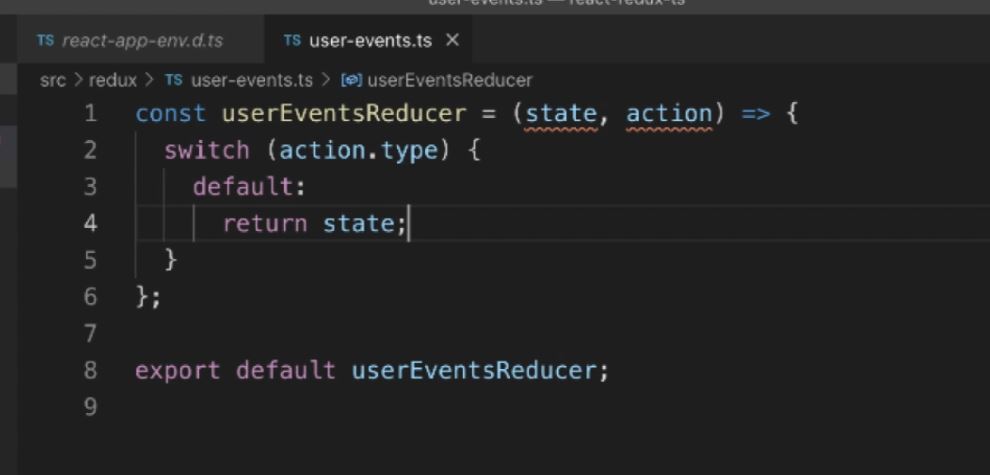 user-events.ts — react-redux-ts
TS react-app-env.d.ts TS user-events.ts ×
src > redux > TS user-events.ts > userEventsReducer
1 const userEventsReducer = (state, action) => {
2 switch (action.type) {
3 default:
4 return state;
5 }
6 };
7
8 export default userEventsReducer;
9